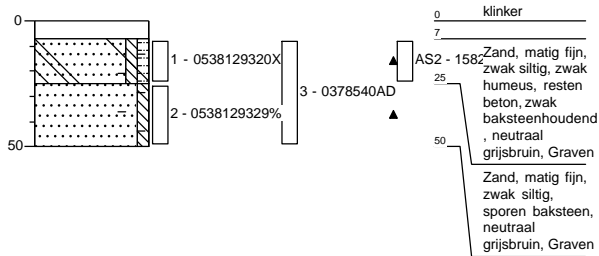 0
50
1 - 0538129320X
2 - 0538129329%
3 - 0378540AD
AS2 - 1582
0
klinker
7
Zand, matig fijn,
zwak siltig, zwak
humeus, resten
beton, zwak
baksteenhoudend
, neutraal
grijsbruin, Graven
25
50
Zand, matig fijn,
zwak siltig,
sporen baksteen,
neutraal
grijsbruin, Graven